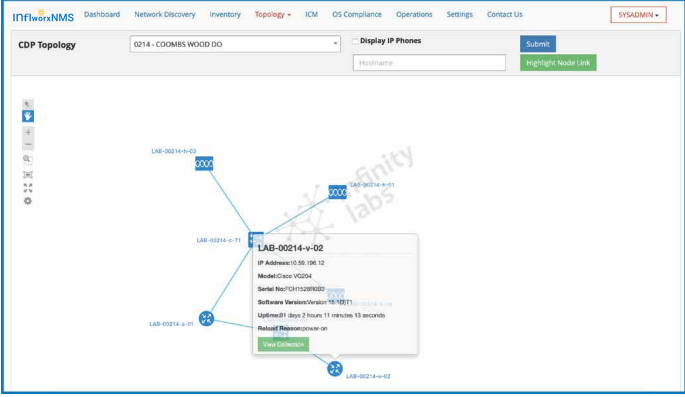 InfiworxNMS Dashboard Network Discovery Inventory Topology ICM OS Compliance Operations Settings Contact Us SYSADMIN
CDP Topology 0214 - COOMBS WOOD DO Display IP Phones Submit
Hostname Highlight Node Link
LAB-00214-h-03
infinity
labs
LAB-00214-h-01
LAB-00214-c-71
LAB-00214-v-02
IP Address:10.59.196.12
Model:Cisco VG204
Serial No:
Software Version:Version 15.1(3)T1
Uptime:81 days 2 hours 11 minutes 13 seconds
Reload Reason:power-on
LAB-00214-a-01
View Collection
LAB-00214-v-02